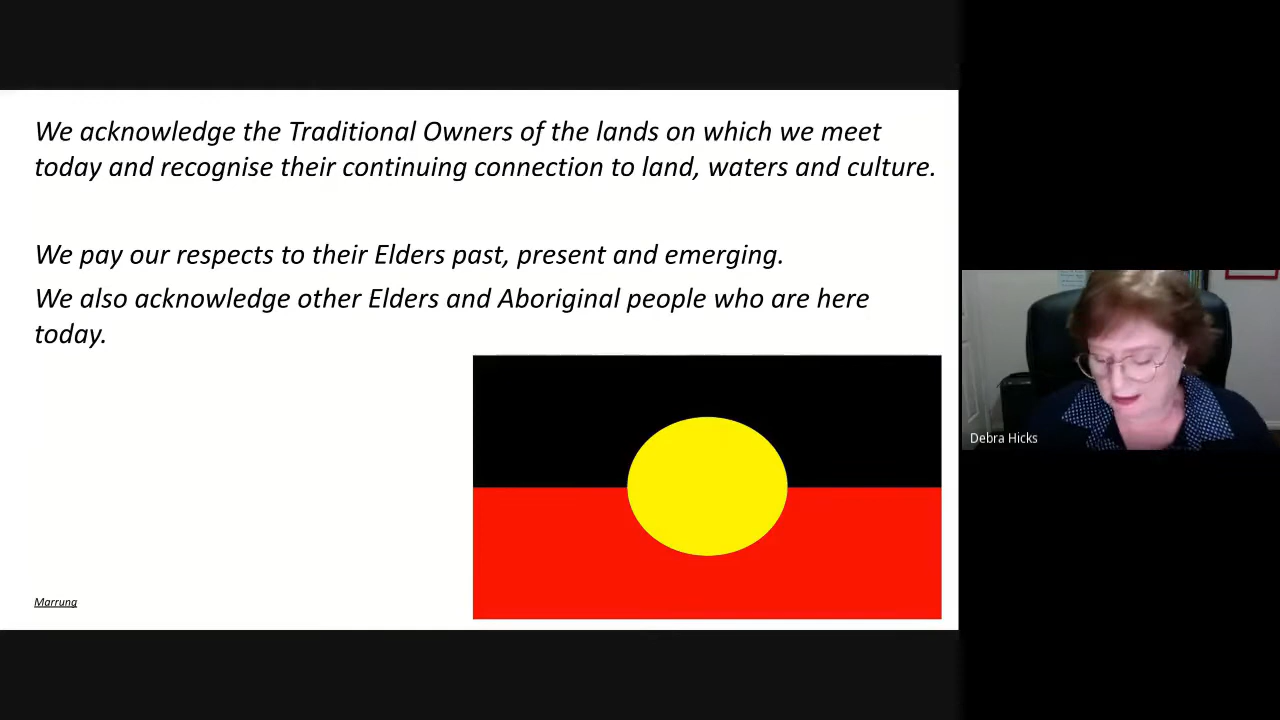 We acknowledge the Traditional Owners of the lands on which we meet
today and recognise their continuing connection to land, waters and culture.
We pay our respects to their Elders past, present and emerging.
We also acknowledge other Elders and Aboriginal people who are here
today.
Marrung
Debra Hicks